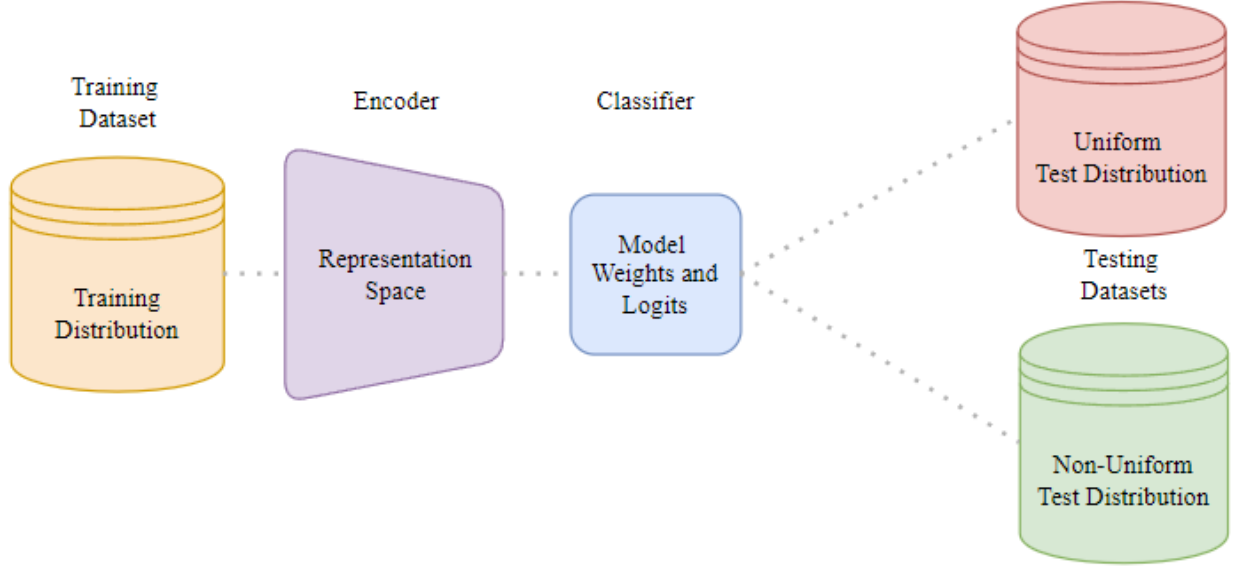 Training
Dataset
Training
Distribution
Encoder
Representation
Space
Classifier
Model
Weights and
Logits
Uniform
Test Distribution
Testing
Datasets
Non-Uniform
Test Distribution